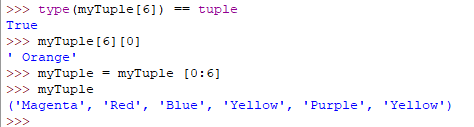 >>> type(myTuple[6]) == tuple
True
>>> myTuple[6][0]
' Orange'
>>> myTuple = myTuple [0:6]
>>> myTuple
('Magenta', 'Red', 'Blue', 'Yellow', 'Purple', 'Yellow')
>>>